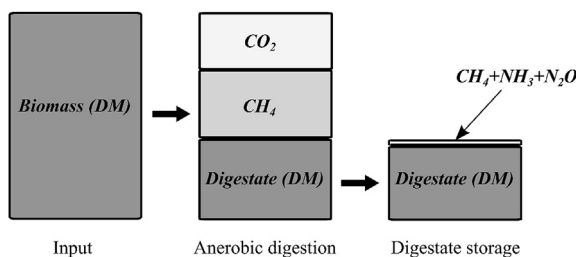 CO₂
CH₄+NH₃+N₂O
Biomass (DM)
CH₄
Digestate (DM)
Digestate (DM)
Input
Anerobic digestion
Digestate storage